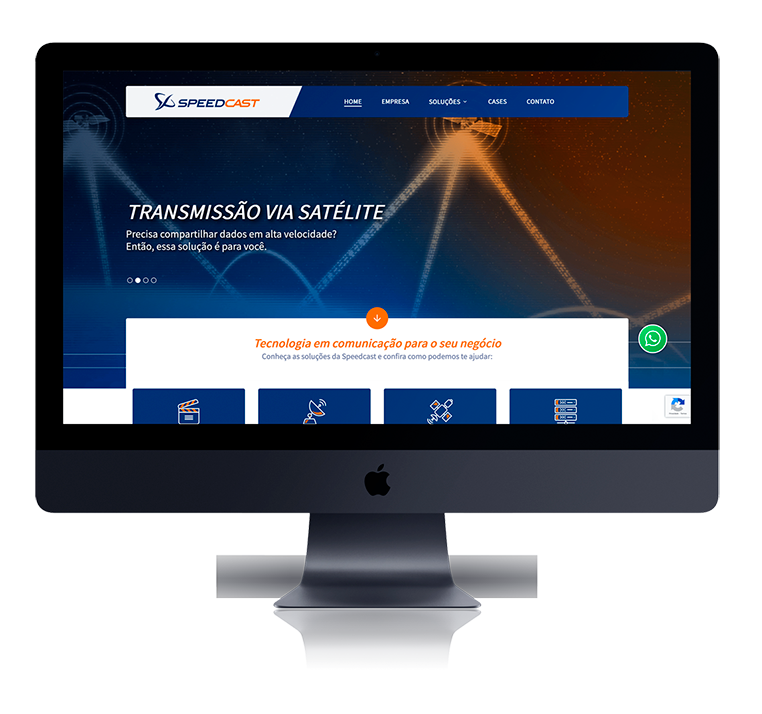 SPEEDCAST
HOME EMPRESA SOLUÇÕES CASES CONTATO
TRANSMISSÃO VIA SATÉLITE
Precisa compartilhar dados em alta velocidade?
Então, essa solução é para você.
Tecnologia em comunicação para o seu negócio
Conheça as soluções da Speedcast e confira como podemos te ajudar: